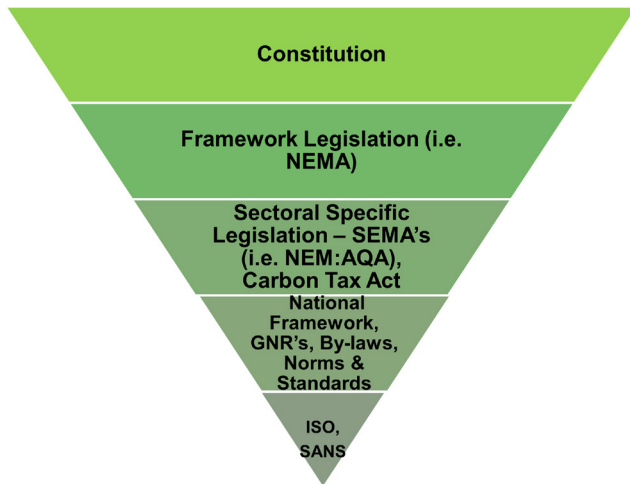 Constitution
Framework Legislation (i.e.
NEMA)
Sectoral Specific
Legislation – SEMA's
(i.e. NEM:AQA),
Carbon Tax Act
National
Framework,
GNR's, By-laws,
Norms &
Standards
ISO,
SANS